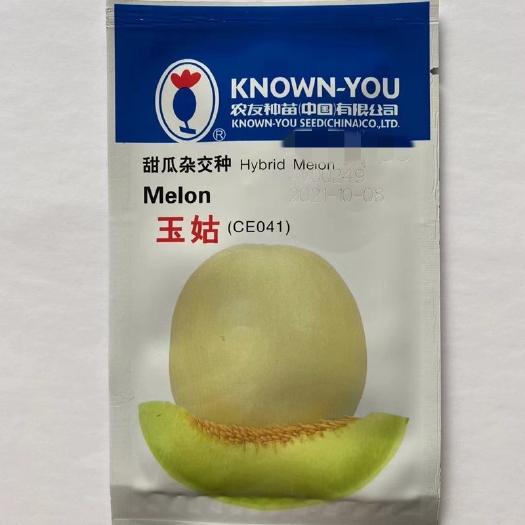 KNOWN-YOU
®
农友种苗(中国)有限公司
KNOWN-YOU SEED(CHINA)CO.,LTD.
甜瓜杂交种 Hybrid Melon
2021-10-08
Melon
玉姑 (CE041)